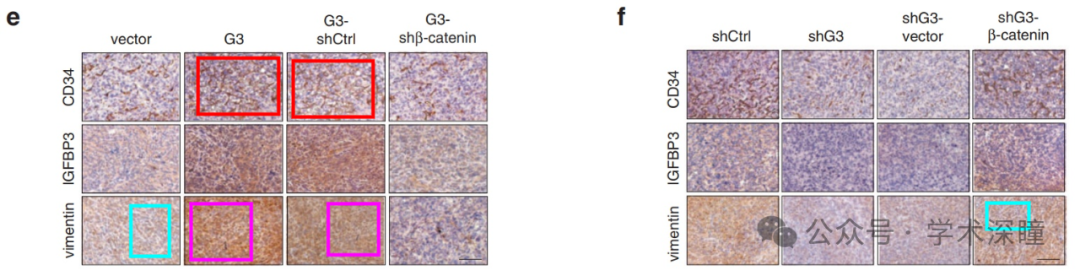 e
vector
G3
G3-
shCtrl
G3-
shβ-catenin
CD34
IGFBP3
vimentin
f
shCtrl
shG3
shG3-
vector
shG3-
β-catenin
CD34
IGFBP3
vimentin
公众号 · 学术深瞳